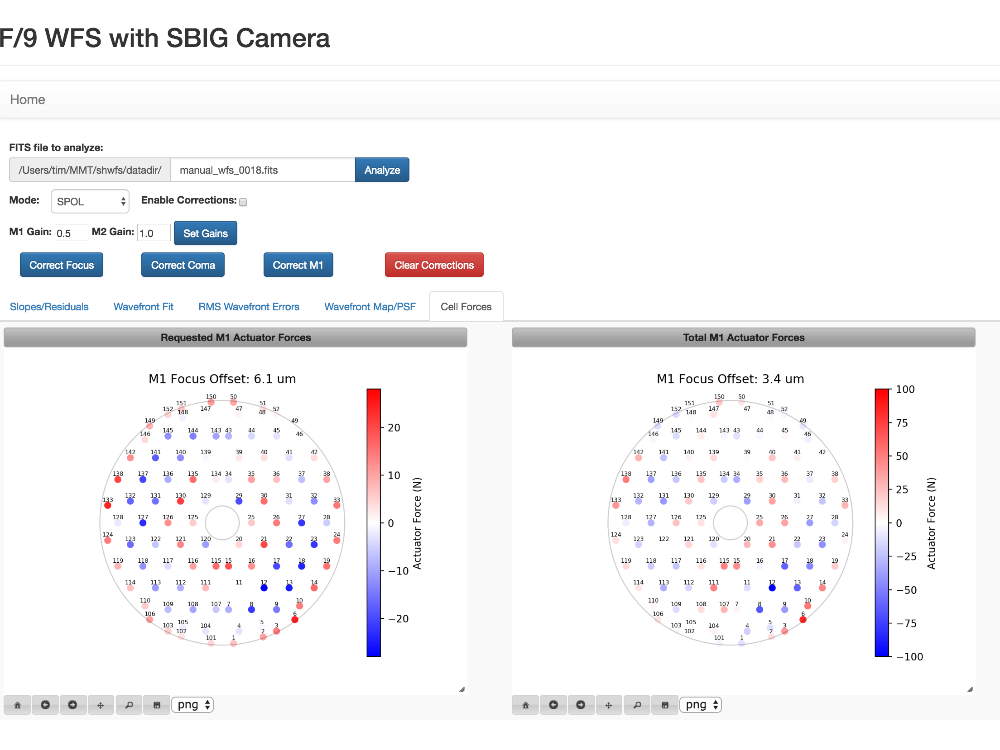 F/9 WFS with SBIG Camera
Home
FITS file to analyze:
/Users/tim/MMT/shwfs/datadir/ manual_wfs_0018.fits Analyze
Mode: SPOL Enable Corrections:
M1 Gain: 0.5 M2 Gain: 1.0 Set Gains
Correct Focus Correct Coma Correct M1 Clear Corrections
Slopes/Residuals Wavefront Fit RMS Wavefront Errors Wavefront Map/PSF Cell Forces
Requested M1 Actuator Forces
M1 Focus Offset: 6.1 um
150 50
151 51
152 148 147 47 48 52
149 49
146 145 144 143 43 44 45 46
142 141 140 139 39 40 41 42
138 137 136 135 134 34 35 36 37 38
133 132 131 130 129 29 30 31 32 33
128 127 126 125 25 26 27 28
124 123 122 121 120 20 21 22 23 24
119 118 117 116 115 15 16 17 18 19
114 113 112 111 11 12 13 14
110 109 108 107 7 8 9 10
106 6
103 105 104 4 5 3
102 2
101 1
20
10
0
−10
−20
Actuator Force (N)
png
Total M1 Actuator Forces
M1 Focus Offset: 3.4 um
150 50
151 51
152 148 147 47 48 52
149 49
146 145 144 143 43 44 45 46
142 141 140 139 39 40 41 42
138 137 136 135 134 34 35 36 37 38
133 132 131 130 129 29 30 31 32 33
128 127 126 125 25 26 27 28
124 123 122 121 120 20 21 22 23 24
119 118 117 116 115 15 16 17 18 19
114 113 112 111 11 12 13 14
110 109 108 107 7 8 9 10
106 6
103 105 104 4 5 3
102 2
101 1
100
75
50
25
0
−25
−50
−75
−100
Actuator Force (N)
png